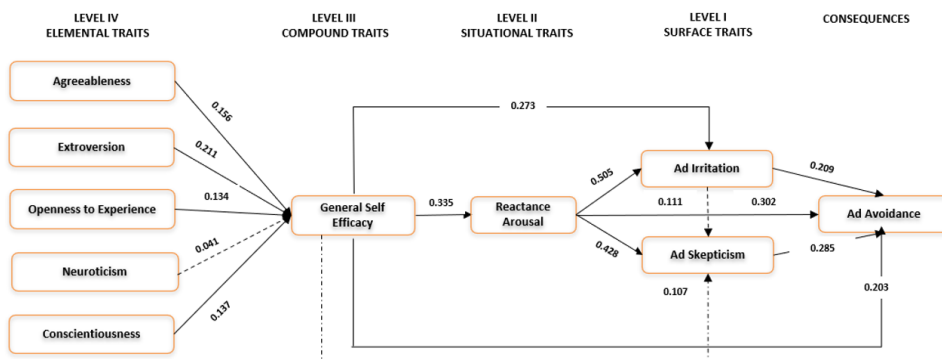 LEVEL IV
ELEMENTAL TRAITS
LEVEL III
COMPOUND TRAITS
LEVEL II
SITUATIONAL TRAITS
LEVEL I
SURFACE TRAITS
CONSEQUENCES
Agreeableness
Extroversion
Openness to Experience
Neuroticism
Conscientiousness
0.156
0.211
0.134
0.041
0.137
General Self
Efficacy
0.335
Reactance
Arousal
0.273
0.505
0.428
Ad Irritation
0.111
0.302
Ad Skepticism
0.107
0.209
0.285
Ad Avoidance
0.203